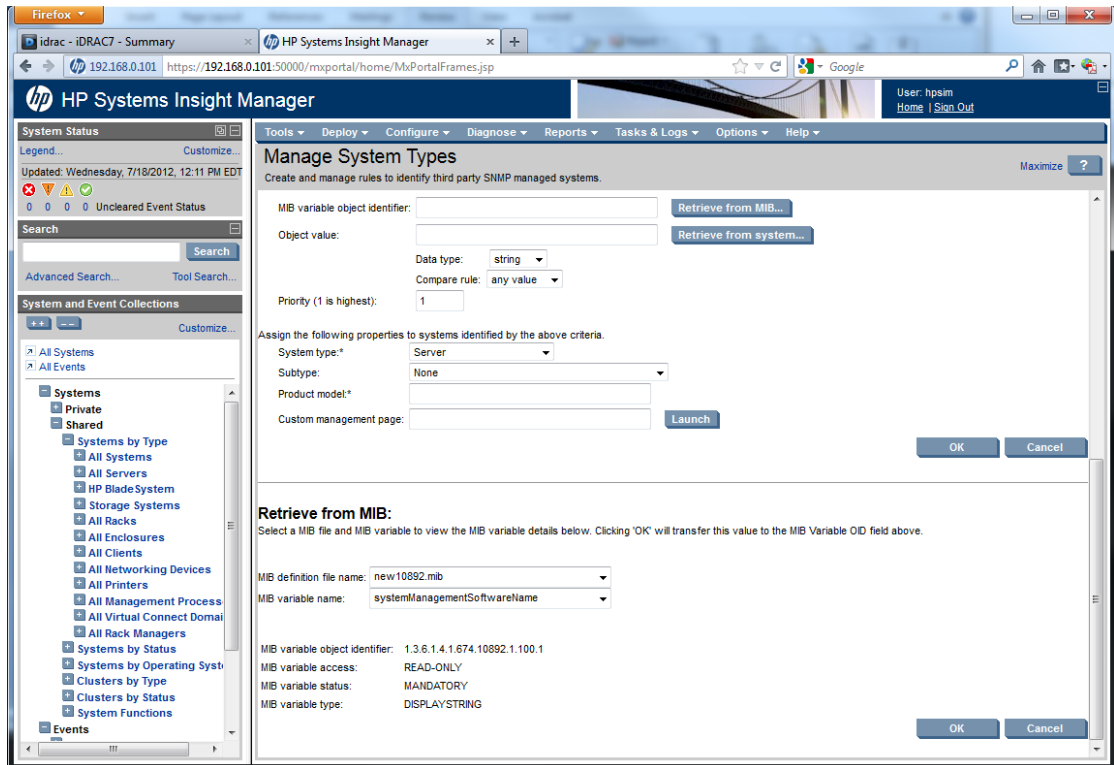 Firefox
idrac - iDRAC7 - Summary
HP Systems Insight Manager
192.168.0.101 https://192.168.0.101:50000/mxportal/home/MxPortalFrames.jsp
Google
HP Systems Insight Manager
User: hpsim
Home | Sign Out
System Status
Legend... Customize...
Updated: Wednesday, 7/18/2012, 12:11 PM EDT
0 0 0 0 Uncleared Event Status
Search
Search
Advanced Search... Tool Search...
System and Event Collections
++ -- Customize...
All Systems
All Events
Systems
Private
Shared
Systems by Type
All Systems
All Servers
HP BladeSystem
Storage Systems
All Racks
All Enclosures
All Clients
All Networking Devices
All Printers
All Management Process
All Virtual Connect Domai
All Rack Managers
Systems by Status
Systems by Operating Syst
Clusters by Type
Clusters by Status
System Functions
Events
Tools Deploy Configure Diagnose Reports Tasks & Logs Options Help
Manage System Types
Create and manage rules to identify third party SNMP managed systems.
Maximize ?
MIB variable object identifier: Retrieve from MIB...
Object value: Retrieve from system...
Data type: string
Compare rule: any value
Priority (1 is highest): 1
Assign the following properties to systems identified by the above criteria.
System type:* Server
Subtype: None
Product model:*
Custom management page: Launch
OK Cancel
Retrieve from MIB:
Select a MIB file and MIB variable to view the MIB variable details below. Clicking 'OK' will transfer this value to the MIB Variable OID field above.
MIB definition file name: new10892.mib
MIB variable name: systemManagementSoftwareName
MIB variable object identifier: 1.3.6.1.4.1.674.10892.1.100.1
MIB variable access: READ-ONLY
MIB variable status: MANDATORY
MIB variable type: DISPLAYSTRING
OK Cancel